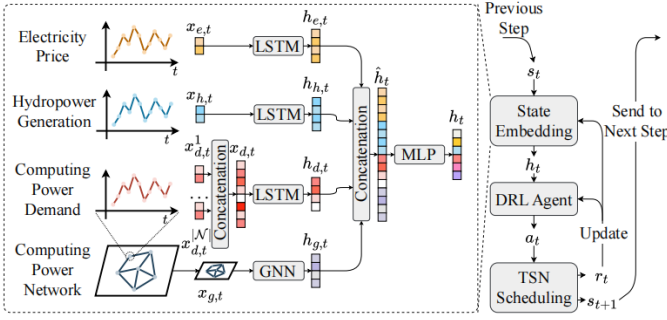 Electricity
Price
t
x_{e,t}
LSTM
h_{e,t}
Hydropower
Generation
t
x_{h,t}
LSTM
h_{h,t}
Computing
Power
Demand
t
x^1_{d,t}
...
x^{|N|}_{d,t}
Concatenation
x_{d,t}
LSTM
h_{d,t}
Computing
Power
Network
x_{g,t}
GNN
h_{g,t}
Concatenation
ĥ_t
MLP
h_t
Previous
Step
s_t
State
Embedding
h_t
DRL Agent
a_t
TSN
Scheduling
Update
r_t
s_{t+1}
Send to
Next Step